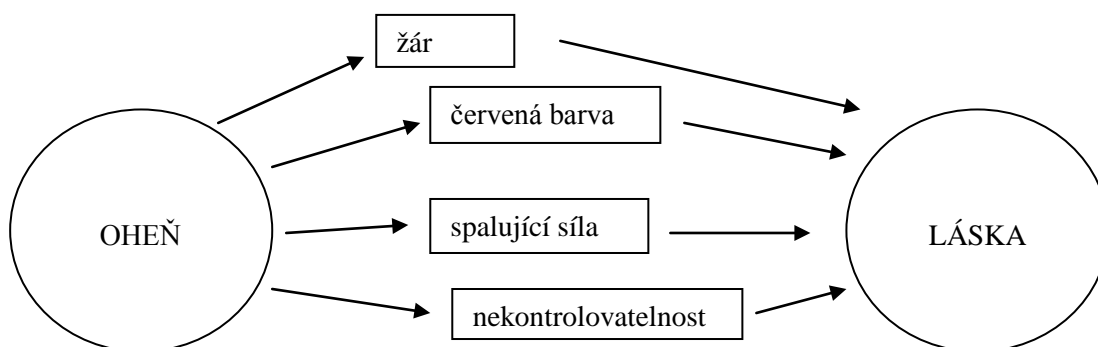 žár
červená barva
OHEŇ
spalující síla
LÁSKA
nekontrolovatelnost